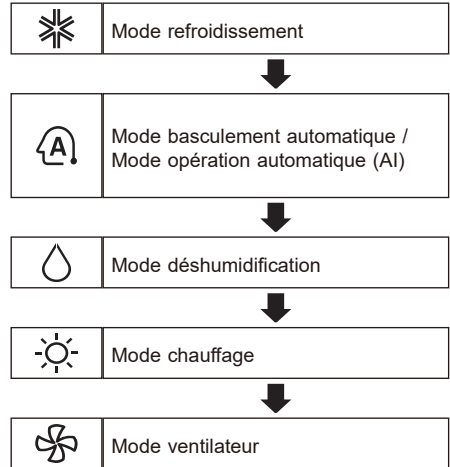 Mode refroidissement
A
Mode basculement automatique /
Mode opération automatique (AI)
Mode déshumidification
Mode chauffage
Mode ventilateur